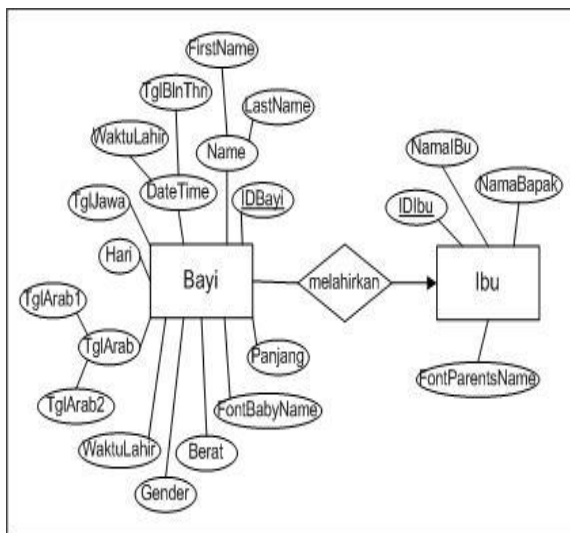 FirstName
TglBlnThn
LastName
WaktuLahir
Name
NamaIBu
DateTime
NamaBapak
TglJawa
IDBayi
IDIbu
Hari
Bayi
melahirkan
Ibu
TglArab1
TglArab
Panjang
TglArab2
FontBabyName
FontParentsName
WaktuLahir
Berat
Gender